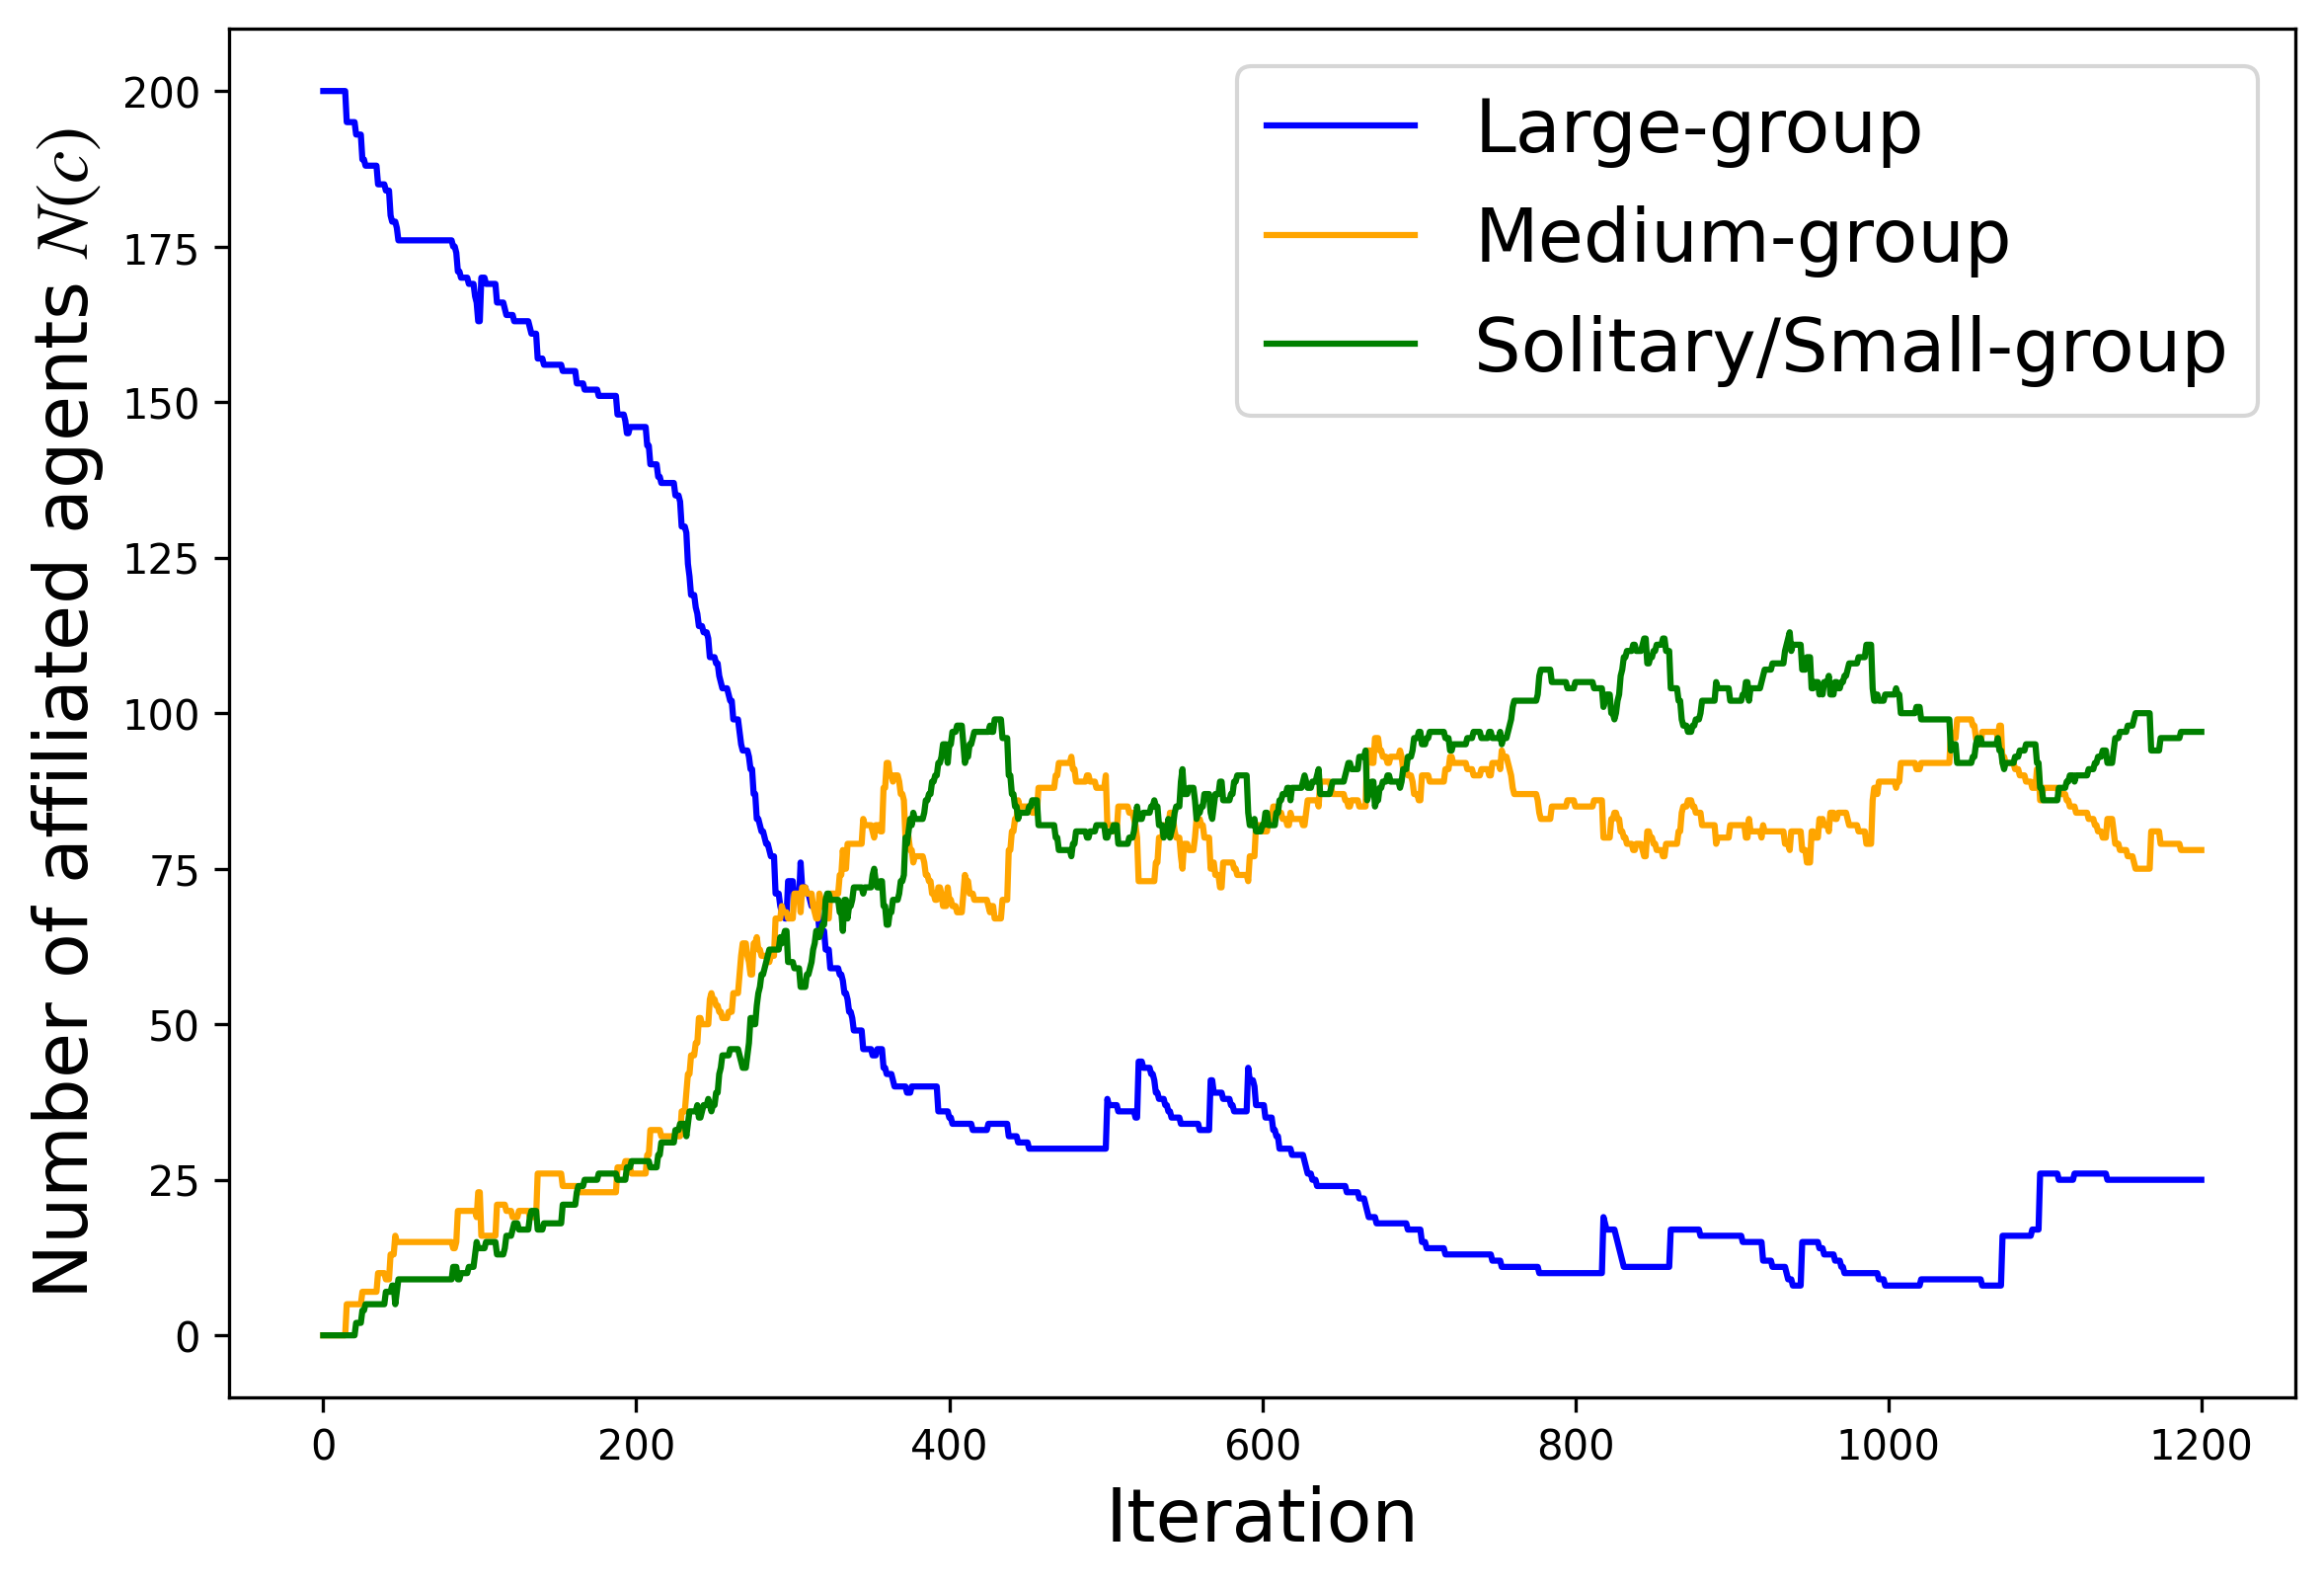 Number of affiliated agents N(c)
200
175
150
125
100
75
50
25
0
Large-group
Medium-group
Solitary/Small-group
0 200 400 600 800 1000 1200
Iteration